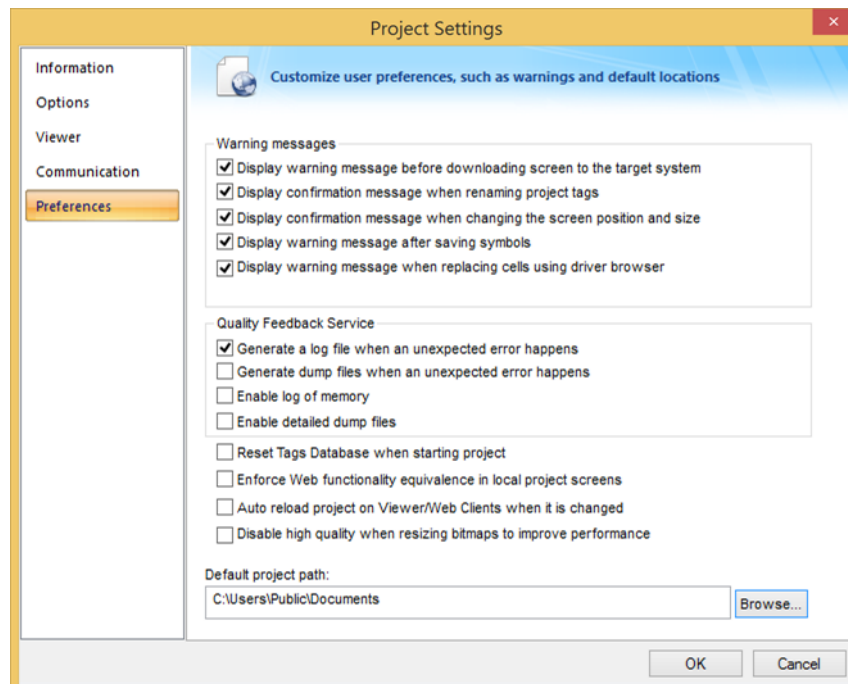 Project Settings
Information
Options
Viewer
Communication
Preferences
Customize user preferences, such as warnings and default locations
Warning messages
Display warning message before downloading screen to the target system
Display confirmation message when renaming project tags
Display confirmation message when changing the screen position and size
Display warning message after saving symbols
Display warning message when replacing cells using driver browser
Quality Feedback Service
Generate a log file when an unexpected error happens
Generate dump files when an unexpected error happens
Enable log of memory
Enable detailed dump files
Reset Tags Database when starting project
Enforce Web functionality equivalence in local project screens
Auto reload project on Viewer/Web Clients when it is changed
Disable high quality when resizing bitmaps to improve performance
Default project path:
C:\Users\Public\Documents
Browse...
OK
Cancel